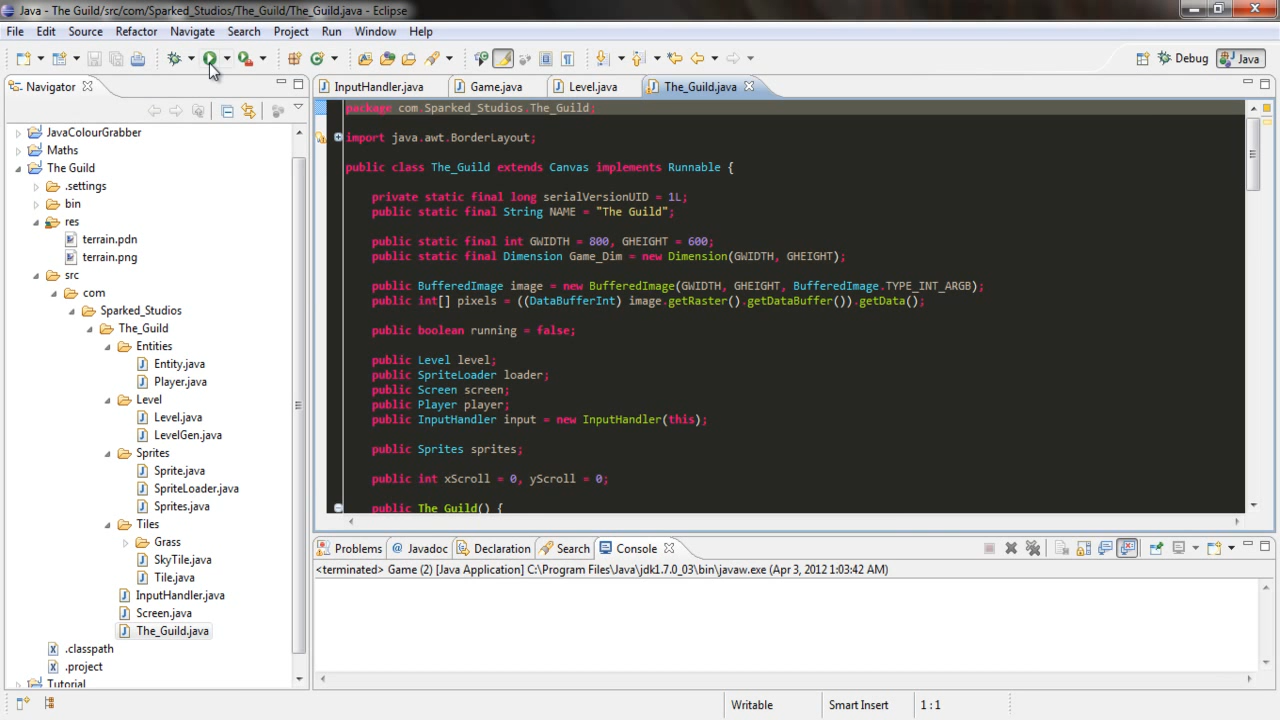 Java - The Guild/src/com/Sparked_Studios/The_Guild/The_Guild.java - Eclipse
File Edit Source Refactor Navigate Search Project Run Window Help
Debug Java
Navigator
JavaColourGrabber
Maths
The Guild
.settings
bin
res
terrain.pdn
terrain.png
src
com
Sparked_Studios
The_Guild
Entities
Entity.java
Player.java
Level
Level.java
LevelGen.java
Sprites
Sprite.java
SpriteLoader.java
Sprites.java
Tiles
Grass
SkyTile.java
Tile.java
InputHandler.java
Screen.java
The_Guild.java
.classpath
.project
Tutorial
InputHandler.java Game.java Level.java The_Guild.java
package com.Sparked_Studios.The_Guild;
import java.awt.BorderLayout;
public class The_Guild extends Canvas implements Runnable {
private static final long serialVersionUID = 1L;
public static final String NAME = "The Guild";
public static final int GWIDTH = 800, GHEIGHT = 600;
public static final Dimension Game_Dim = new Dimension(GWIDTH, GHEIGHT);
public BufferedImage image = new BufferedImage(GWIDTH, GHEIGHT, BufferedImage.TYPE_INT_ARGB);
public int[] pixels = ((DataBufferInt) image.getRaster().getDataBuffer()).getData();
public boolean running = false;
public Level level;
public SpriteLoader loader;
public Screen screen;
public Player player;
public InputHandler input = new InputHandler(this);
public Sprites sprites;
public int xScroll = 0, yScroll = 0;
public The Guild() {
Problems @ Javadoc Declaration Search Console
<terminated> Game (2) [Java Application] C:\Program Files\Java\jdk1.7.0_03\bin\javaw.exe (Apr 3, 2012 1:03:42 AM)
Writable Smart Insert 1 : 1